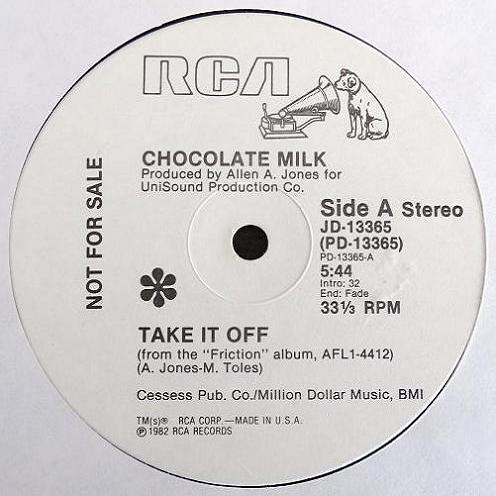 RCA
CHOCOLATE MILK
Produced by Allen A. Jones for
UniSound Production Co.
NOT FOR SALE
Side A Stereo
JD-13365
(PD-13365)
PD-13365-A
5:44
Intro: 32
End: Fade
33⅓ RPM
TAKE IT OFF
(from the "Friction" album, AFL1-4412)
(A. Jones-M. Toles)
Cessess Pub. Co./Million Dollar Music, BMI
TM(s)® RCA CORP.—MADE IN U.S.A.
℗ 1982 RCA RECORDS